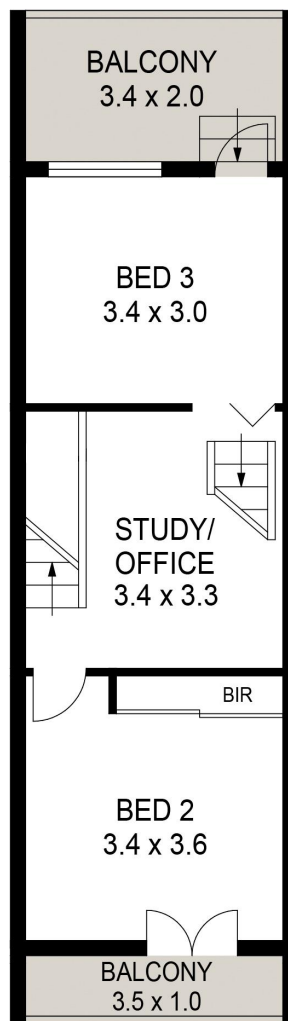 BALCONY
3.4 x 2.0
BED 3
3.4 x 3.0
STUDY/
OFFICE
3.4 x 3.3
BIR
BED 2
3.4 x 3.6
BALCONY
3.5 x 1.0